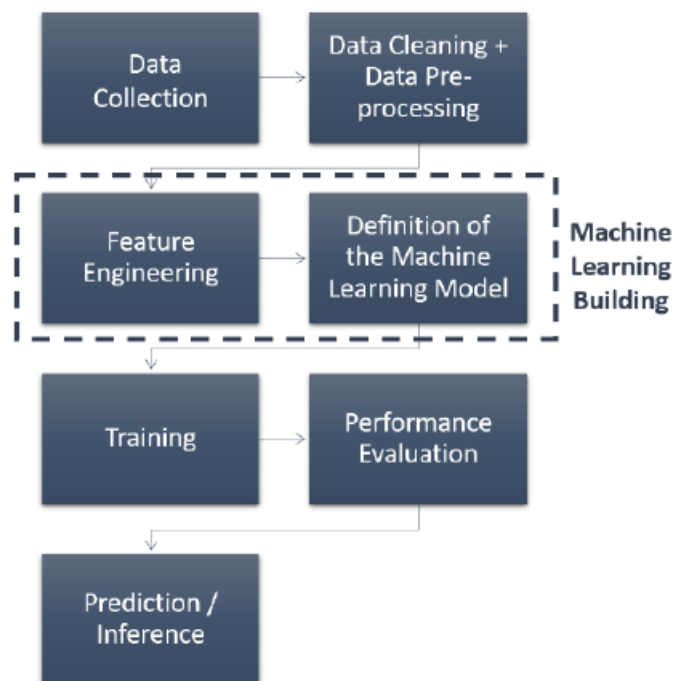 Data
Collection
Data Cleaning +
Data Pre-
processing
Feature
Engineering
Definition of
the Machine
Learning Model
Machine
Learning
Building
Training
Performance
Evaluation
Prediction /
Inference